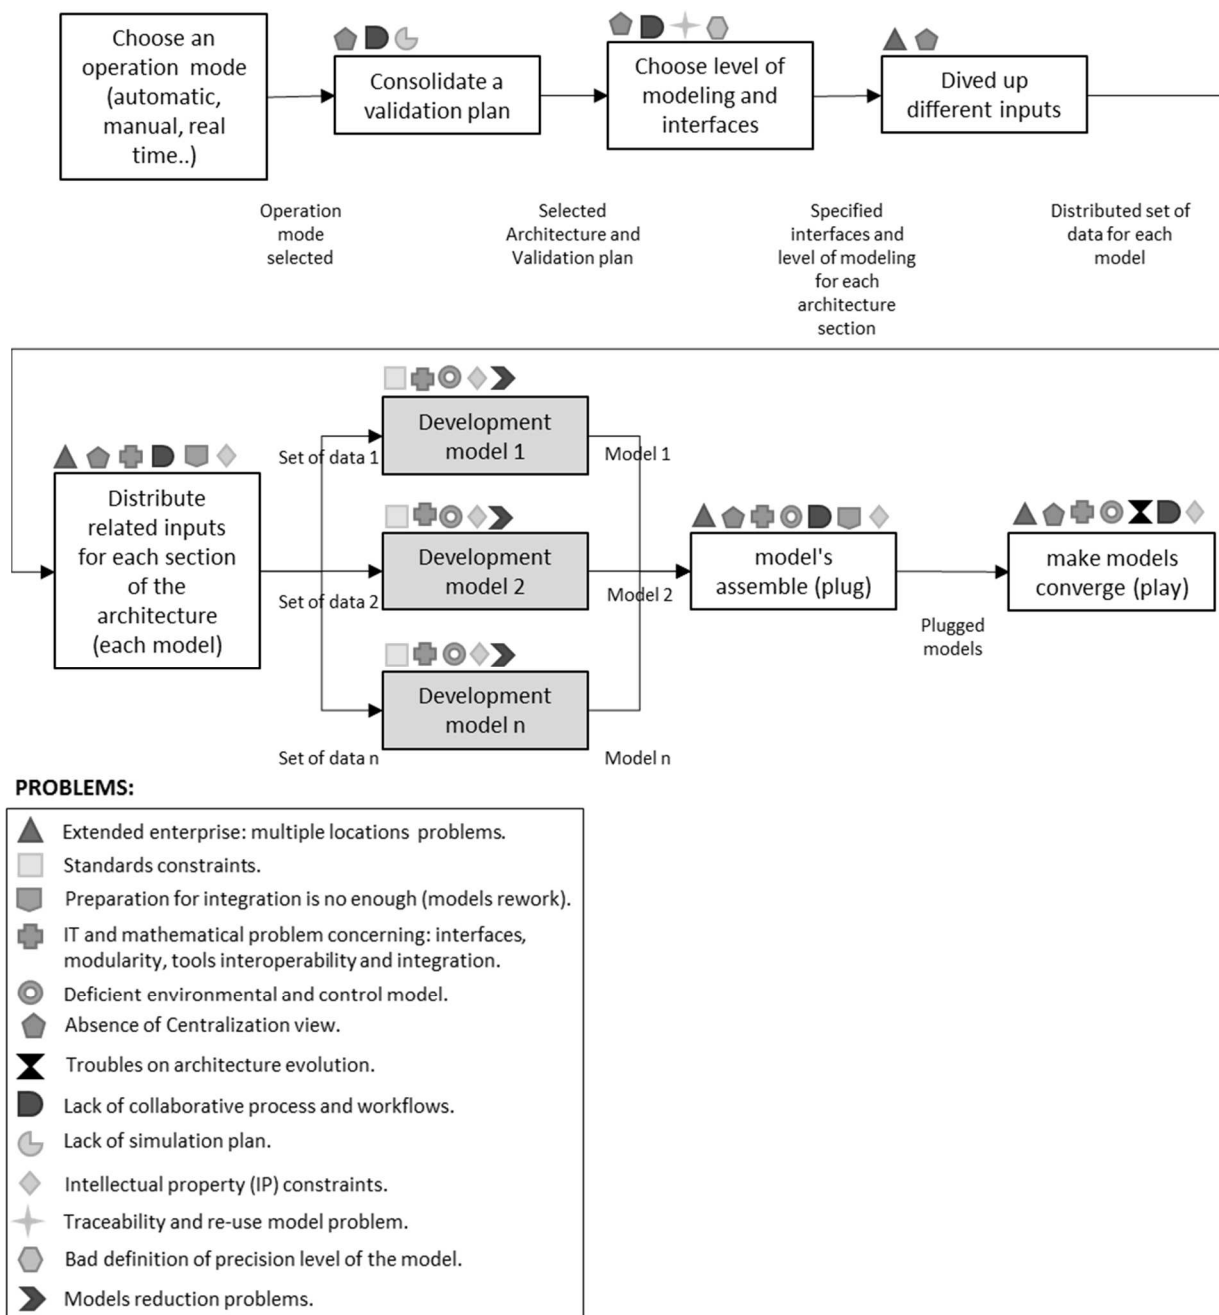 Choose an
operation mode
(automatic,
manual, real
time..)
Consolidate a
validation plan
Choose level of
modeling and
interfaces
Dived up
different inputs
Operation
mode
selected
Selected
Architecture and
Validation plan
Specified
interfaces and
level of modeling
for each
architecture
section
Distributed set of
data for each
model
Distribute
related inputs
for each section
of the
architecture
(each model)
Set of data 1
Development
model 1
Model 1
Set of data 2
Development
model 2
Model 2
Set of data n
Development
model n
Model n
model's
assemble (plug)
Plugged
models
make models
converge (play)
PROBLEMS:
Extended enterprise: multiple locations problems.
Standards constraints.
Preparation for integration is no enough (models rework).
IT and mathematical problem concerning: interfaces,
modularity, tools interoperability and integration.
Deficient environmental and control model.
Absence of Centralization view.
Troubles on architecture evolution.
Lack of collaborative process and workflows.
Lack of simulation plan.
Intellectual property (IP) constraints.
Traceability and re-use model problem.
Bad definition of precision level of the model.
Models reduction problems.